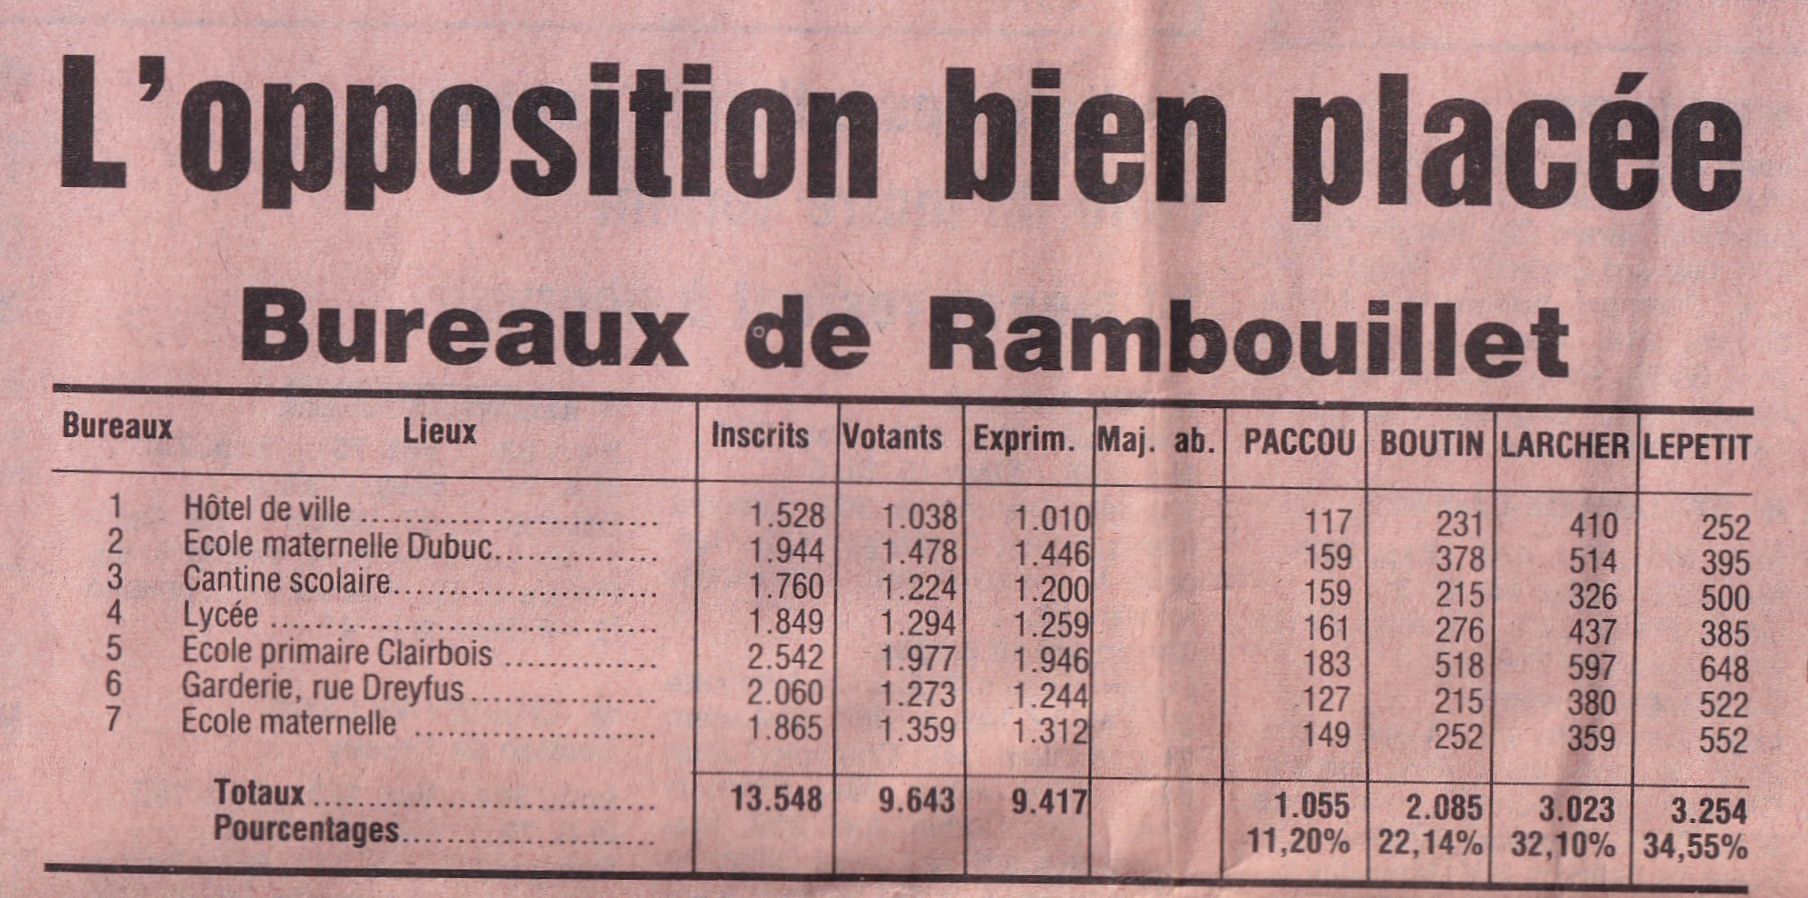 L'opposition bien placée
Bureaux de Rambouillet
Bureaux Lieux Inscrits Votants Exprim. Maj. ab. PACCOU BOUTIN LARCHER LEPETIT
1 Hôtel de ville ........................... 1.528 1.038 1.010 117 231 410 252
2 Ecole maternelle Dubuc............... 1.944 1.478 1.446 159 378 514 395
3 Cantine scolaire........................ 1.760 1.224 1.200 159 215 326 500
4 Lycée ................................... 1.849 1.294 1.259 161 276 437 385
5 Ecole primaire Clairbois .............. 2.542 1.977 1.946 183 518 597 648
6 Garderie, rue Dreyfus................. 2.060 1.273 1.244 127 215 380 522
7 Ecole maternelle ...................... 1.865 1.359 1.312 149 252 359 552
Totaux ................................ 13.548 9.643 9.417 1.055 2.085 3.023 3.254
Pourcentages....................... 11,20% 22,14% 32,10% 34,55%